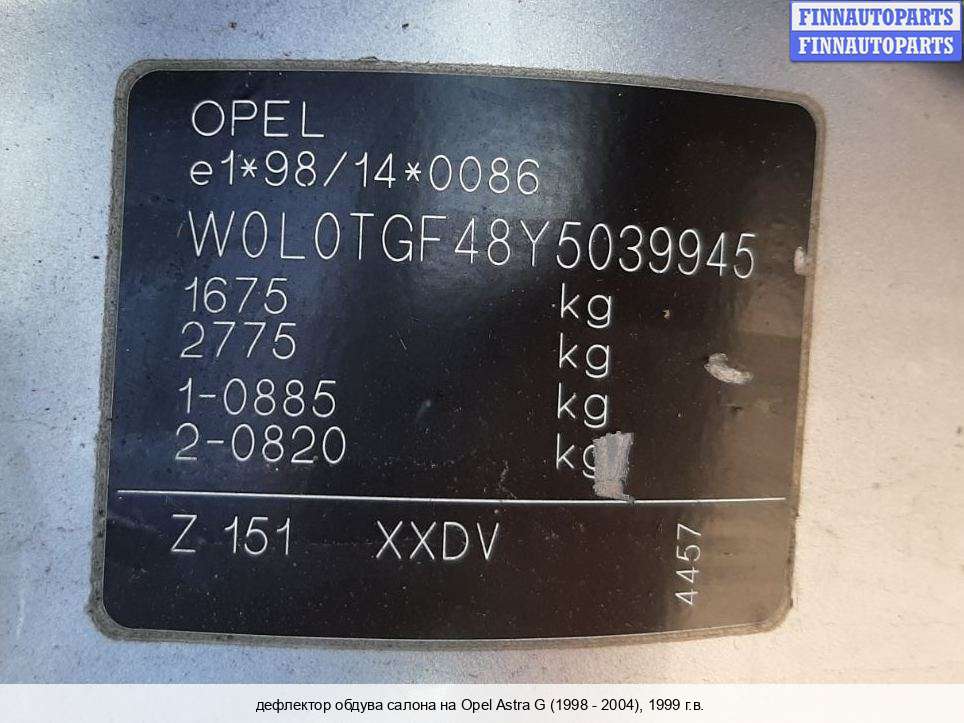 FINNAUTOPARTS
FINNAUTOPARTS
OPEL
e1*98/14*0086
W0L0TGF48Y5039945
1675 kg
2775 kg
1-0885 kg
2-0820 kg
Z 151 XXDV
4457
дефлектор обдува салона на Opel Astra G (1998 - 2004), 1999 г.в.